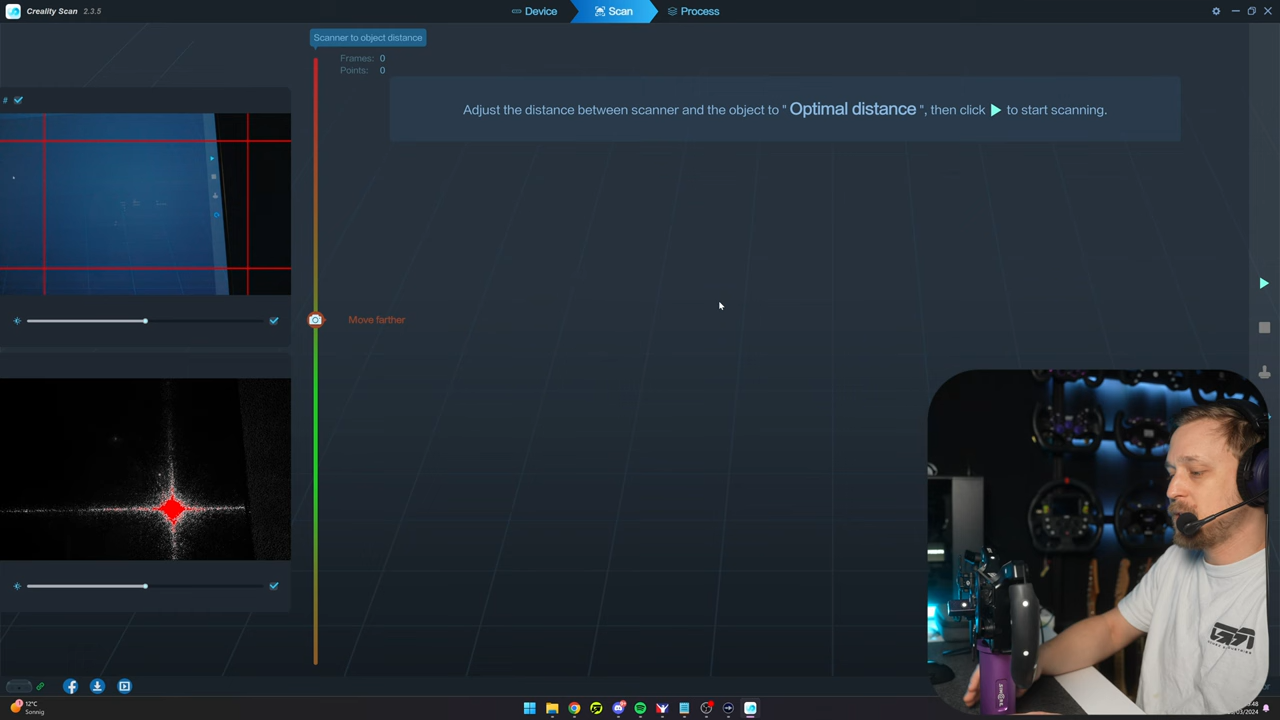 Creality Scan 2.3.5
Device
Scan
Process
Scanner to object distance
Frames: 0
Points: 0
#
Adjust the distance between scanner and the object to " Optimal distance ", then click to start scanning.
Move farther
12°C
Sonnig